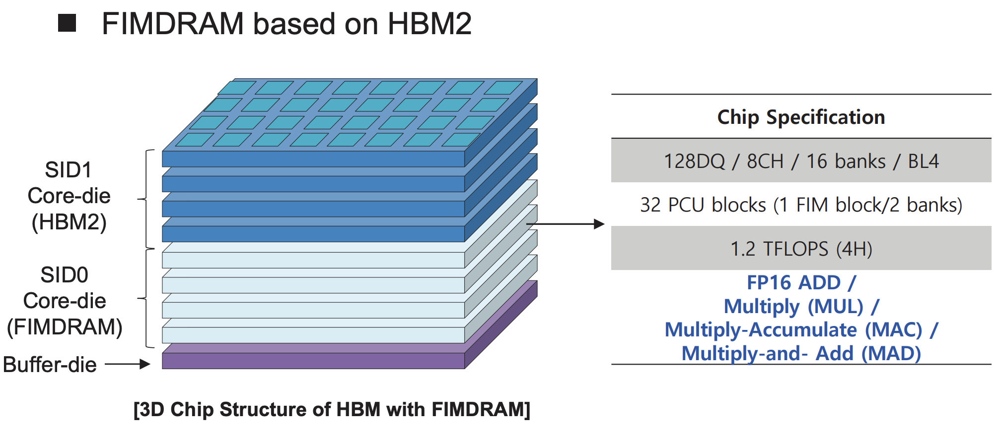 FIMDRAM based on HBM2
SID1
Core-die
(HBM2)
SID0
Core-die
(FIMDRAM)
Buffer-die
[3D Chip Structure of HBM with FIMDRAM]
Chip Specification
128DQ / 8CH / 16 banks / BL4
32 PCU blocks (1 FIM block/2 banks)
1.2 TFLOPS (4H)
FP16 ADD /
Multiply (MUL) /
Multiply-Accumulate (MAC) /
Multiply-and- Add (MAD)